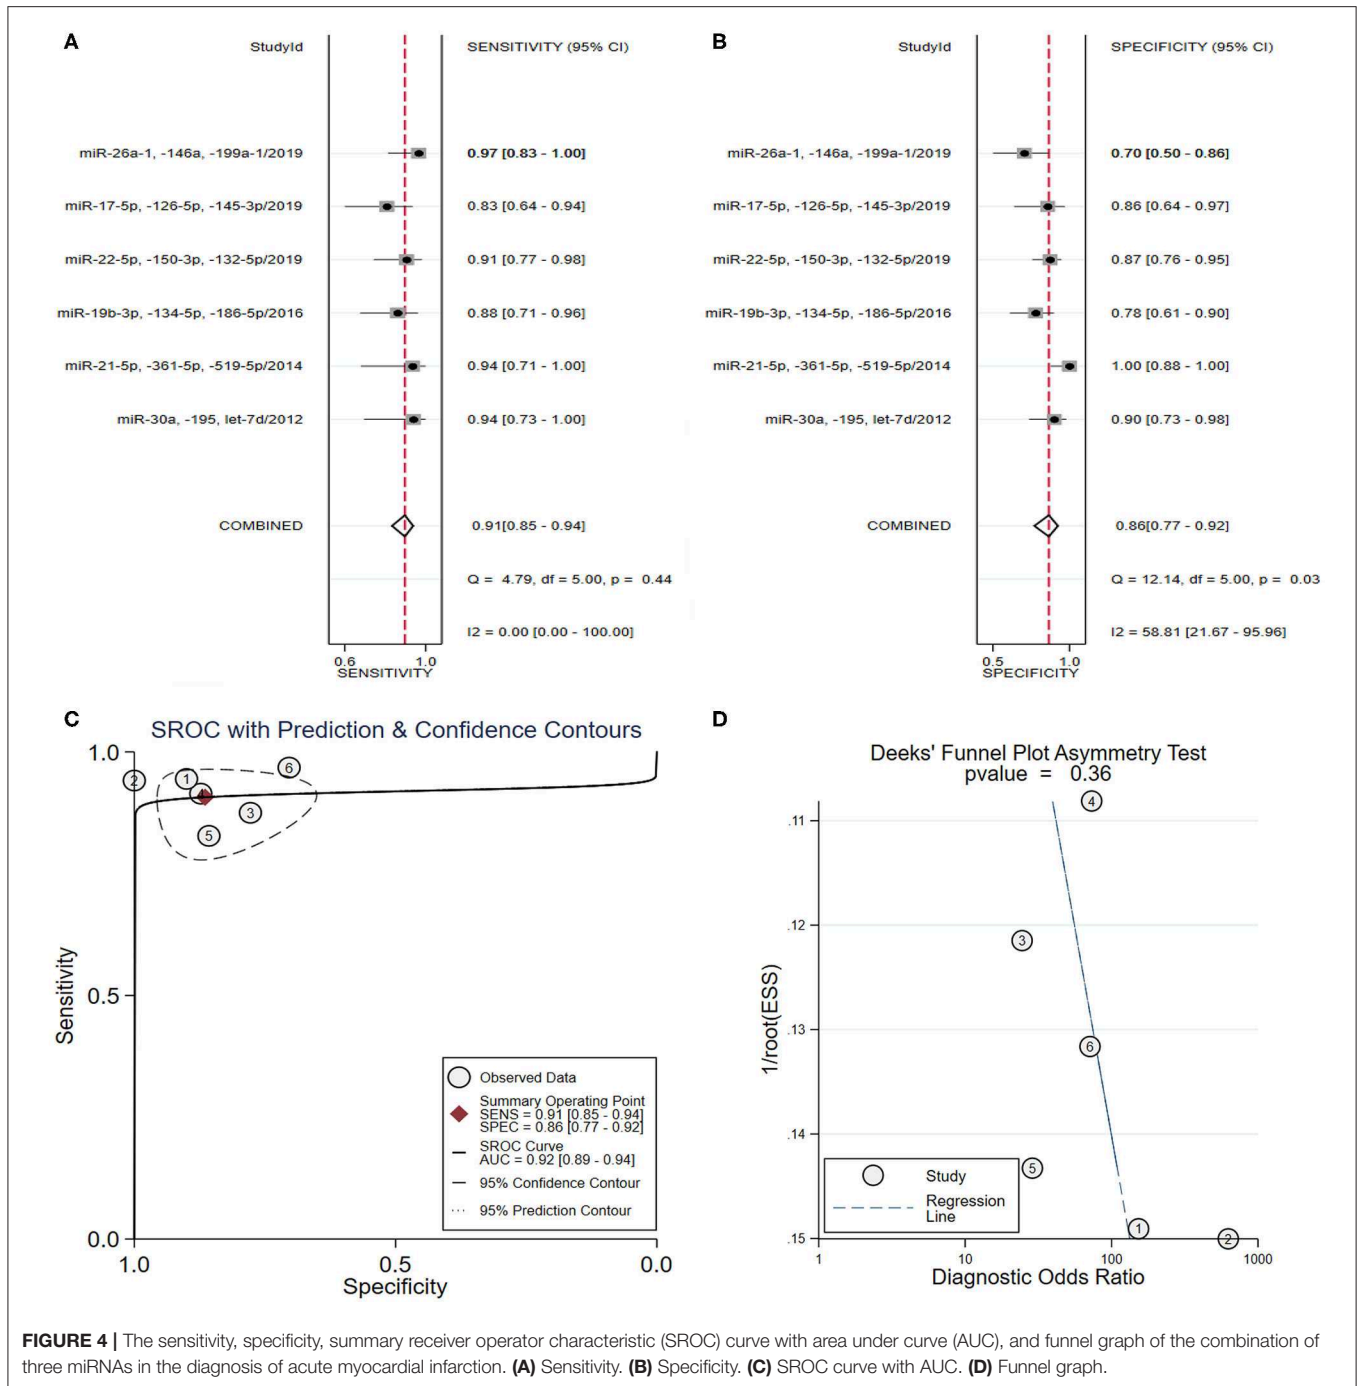 A
StudyId SENSITIVITY (95% CI)
miR-26a-1, -146a, -199a-1/2019 0.97 [0.83 - 1.00]
miR-17-5p, -126-5p, -145-3p/2019 0.83 [0.64 - 0.94]
miR-22-5p, -150-3p, -132-5p/2019 0.91 [0.77 - 0.98]
miR-19b-3p, -134-5p, -186-5p/2016 0.88 [0.71 - 0.96]
miR-21-5p, -361-5p, -519-5p/2014 0.94 [0.71 - 1.00]
miR-30a, -195, let-7d/2012 0.94 [0.73 - 1.00]
COMBINED 0.91[0.85 - 0.94]
Q = 4.79, df = 5.00, p = 0.44
I2 = 0.00 [0.00 - 100.00]
0.6 1.0
SENSITIVITY
B
StudyId SPECIFICITY (95% CI)
miR-26a-1, -146a, -199a-1/2019 0.70 [0.50 - 0.86]
miR-17-5p, -126-5p, -145-3p/2019 0.86 [0.64 - 0.97]
miR-22-5p, -150-3p, -132-5p/2019 0.87 [0.76 - 0.95]
miR-19b-3p, -134-5p, -186-5p/2016 0.78 [0.61 - 0.90]
miR-21-5p, -361-5p, -519-5p/2014 1.00 [0.88 - 1.00]
miR-30a, -195, let-7d/2012 0.90 [0.73 - 0.98]
COMBINED 0.86[0.77 - 0.92]
Q = 12.14, df = 5.00, p = 0.03
I2 = 58.81 [21.67 - 95.96]
0.5 1.0
SPECIFICITY
C
SROC with Prediction & Confidence Contours
1.0
0.5
0.0
Sensitivity
2
1
6
3
5
Observed Data
Summary Operating Point
SENS = 0.91 [0.85 - 0.94]
SPEC = 0.86 [0.77 - 0.92]
SROC Curve
AUC = 0.92 [0.89 - 0.94]
95% Confidence Contour
95% Prediction Contour
1.0 0.5 0.0
Specificity
D
Deeks' Funnel Plot Asymmetry Test
pvalue = 0.36
.11
.12
.13
.14
.15
1/root(ESS)
4
3
6
5
1
2
Study
Regression
Line
1 10 100 1000
Diagnostic Odds Ratio
FIGURE 4 | The sensitivity, specificity, summary receiver operator characteristic (SROC) curve with area under curve (AUC), and funnel graph of the combination of
three miRNAs in the diagnosis of acute myocardial infarction. (A) Sensitivity. (B) Specificity. (C) SROC curve with AUC. (D) Funnel graph.